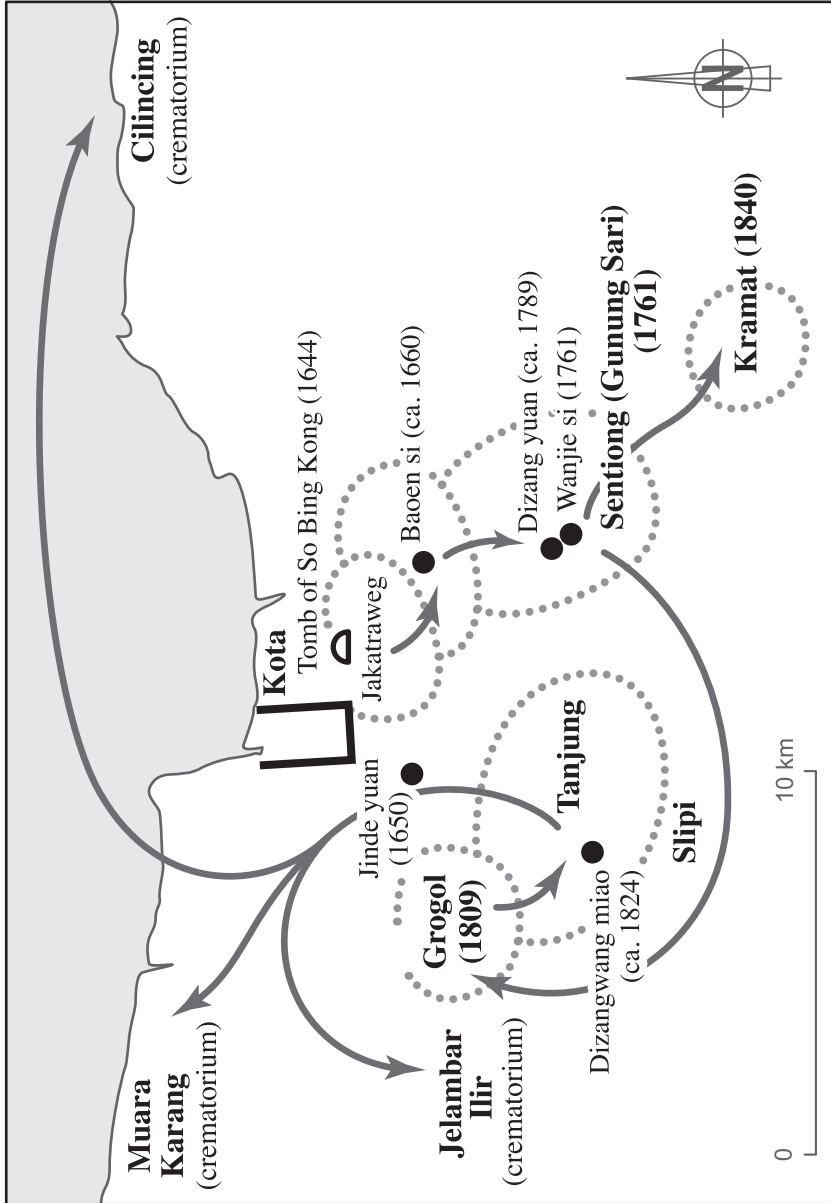 Cilincing
(crematorium)
N
Muara
Karang
(crematorium)
Kota
Tomb of So Bing Kong (1644)
Jakatraweg
Baoen si (ca. 1660)
Jinde yuan
(1650)
Jelambar
Ilir
(crematorium)
Grogol
(1809)
Dizang yuan (ca. 1789)
Wanjie si (1761)
Sentiong (Gunung Sari)
(1761)
Tanjung
Dizangwang miao
(ca. 1824)
Slipi
Kramat (1840)
0
10 km